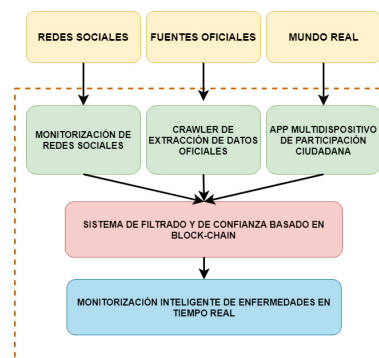 REDES SOCIALES
FUENTES OFICIALES
MUNDO REAL
MONITORIZACIÓN DE
REDES SOCIALES
CRAWLER DE
EXTRACCIÓN DE DATOS
OFICIALES
APP MULTIDISPOSITIVO
DE PARTICIPACIÓN
CIUDADANA
SISTEMA DE FILTRADO Y DE CONFIANZA BASADO EN
BLOCK-CHAIN
MONITORIZACIÓN INTELIGENTE DE ENFERMEDADES EN
TIEMPO REAL